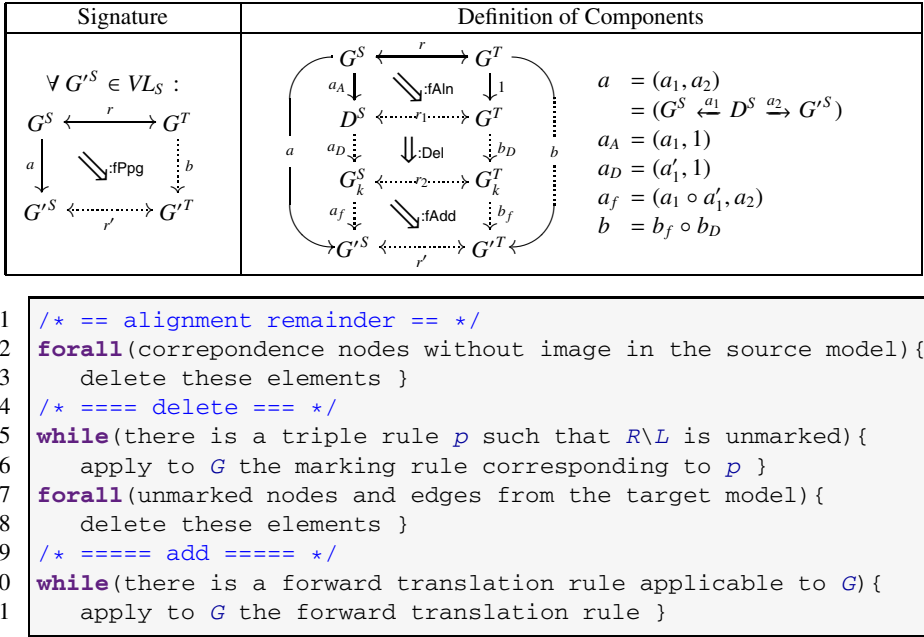 Signature
Definition of Components
∀ G′^S ∈ VL_S :
G^S r G^T
a :fPpg b
G′^S r′ G′^T
G^S r G^T
a_A :fAln 1
D^S r_1 G^T
a a_D :Del b_D b
G_k^S r_2 G_k^T
a_f :fAdd b_f
G′^S r′ G′^T
a = (a_1, a_2)
= (G^S ←a_1 D^S a_2→ G′^S)
a_A = (a_1, 1)
a_D = (a′_1, 1)
a_f = (a_1 ∘ a′_1, a_2)
b = b_f ∘ b_D
1 /* == alignment remainder == */
2 forall(correpondence nodes without image in the source model){
3 delete these elements }
4 /* ==== delete === */
5 while(there is a triple rule p such that R\L is unmarked){
6 apply to G the marking rule corresponding to p }
7 forall(unmarked nodes and edges from the target model){
8 delete these elements }
9 /* ===== add ===== */
0 while(there is a forward translation rule applicable to G){
1 apply to G the forward translation rule }